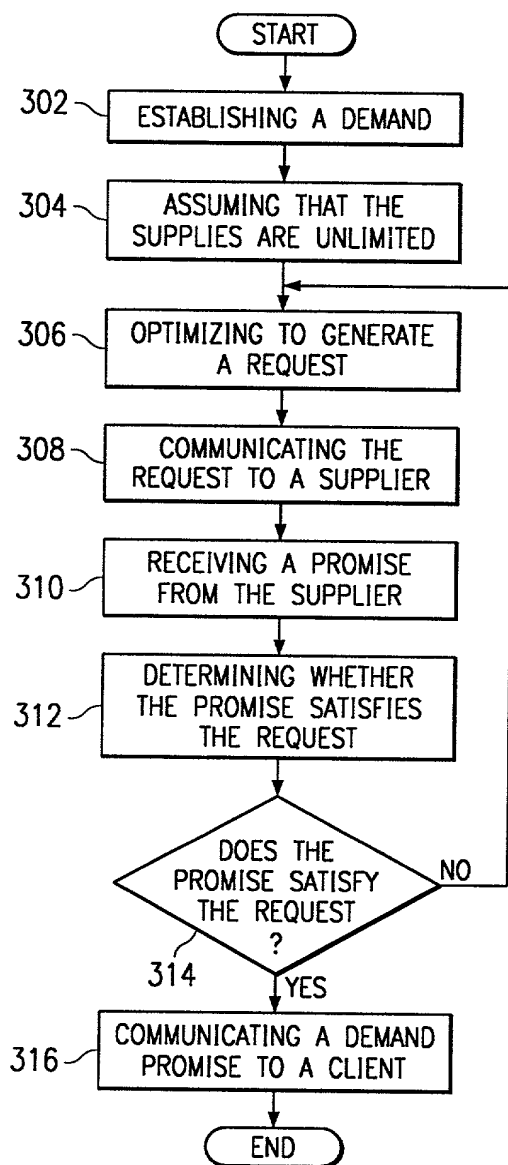 START
302
ESTABLISHING A DEMAND
304
ASSUMING THAT THE
SUPPLIES ARE UNLIMITED
306
OPTIMIZING TO GENERATE
A REQUEST
308
COMMUNICATING THE
REQUEST TO A SUPPLIER
310
RECEIVING A PROMISE
FROM THE SUPPLIER
312
DETERMINING WHETHER
THE PROMISE SATISFIES
THE REQUEST
DOES THE
PROMISE SATISFY
THE REQUEST
?
NO
314
YES
316
COMMUNICATING A DEMAND
PROMISE TO A CLIENT
END